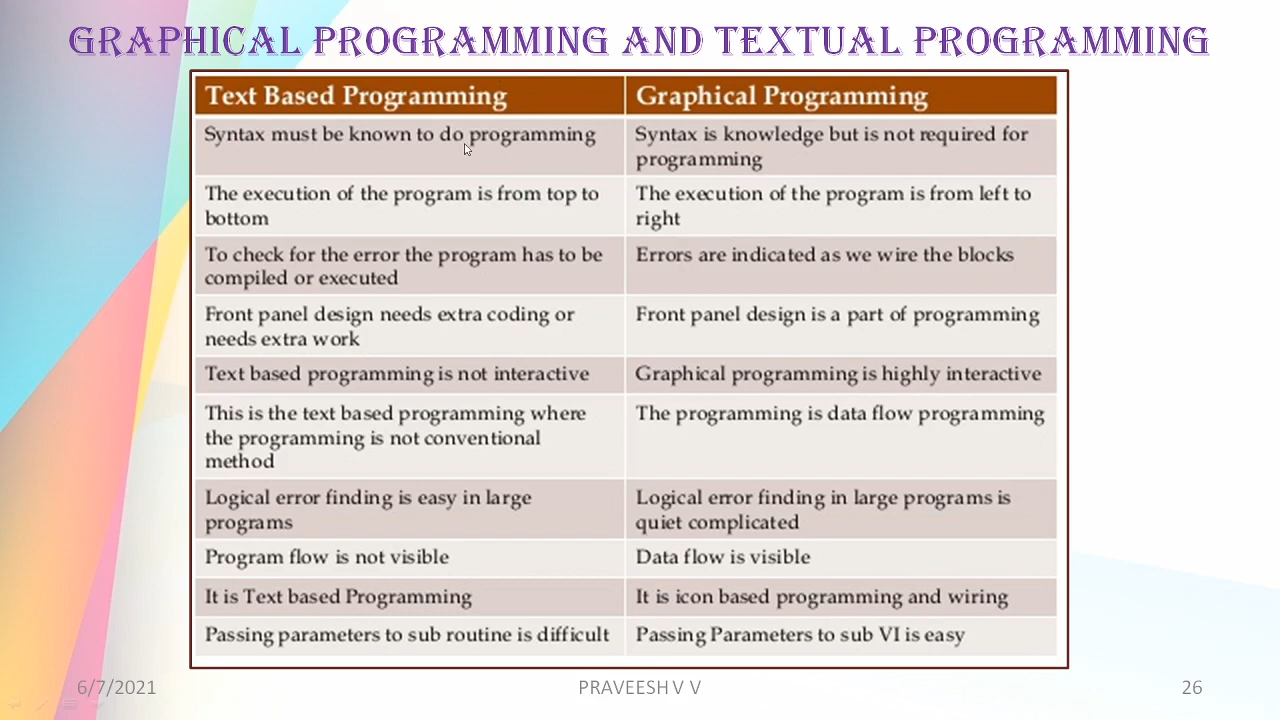 GRAPHICAL PROGRAMMING AND TEXTUAL PROGRAMMING
Text Based Programming
Graphical Programming
Syntax must be known to do programming
Syntax is knowledge but is not required for
programming
The execution of the program is from top to
bottom
The execution of the program is from left to
right
To check for the error the program has to be
compiled or executed
Errors are indicated as we wire the blocks
Front panel design needs extra coding or
needs extra work
Front panel design is a part of programming
Text based programming is not interactive
Graphical programming is highly interactive
This is the text based programming where
the programming is not conventional
method
The programming is data flow programming
Logical error finding is easy in large
programs
Logical error finding in large programs is
quiet complicated
Program flow is not visible
Data flow is visible
It is Text based Programming
It is icon based programming and wiring
Passing parameters to sub routine is difficult
Passing Parameters to sub VI is easy
6/7/2021
PRAVEESH V V
26